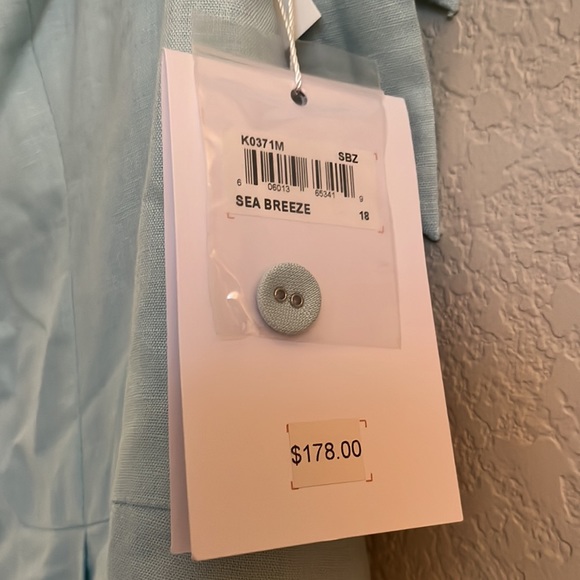 K0371M
SBZ
6 06013 65341 9
SEA BREEZE 18
$178.00